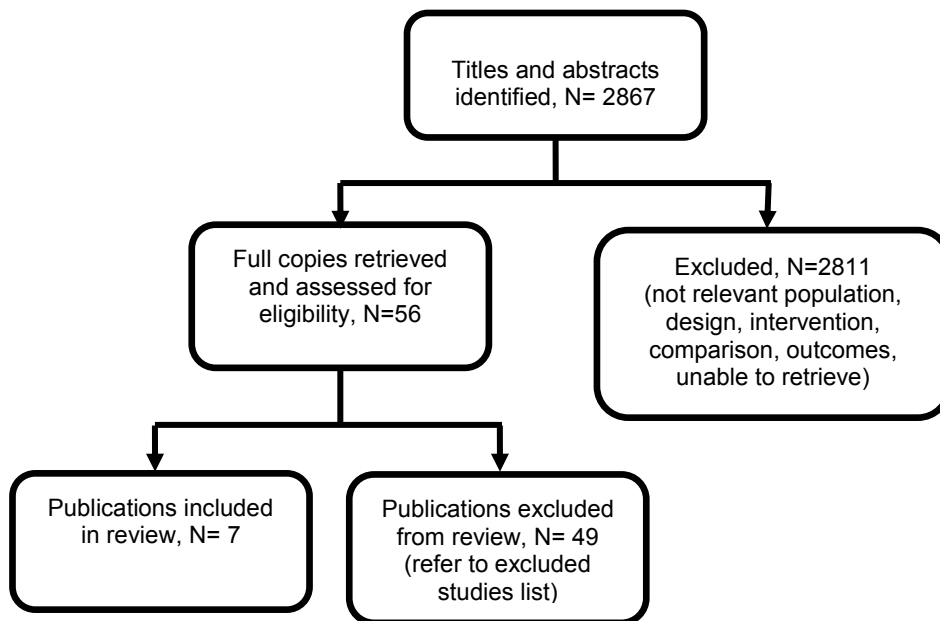 Titles and abstracts
identified, N= 2867
Full copies retrieved
and assessed for
eligibility, N=56
Excluded, N=2811
(not relevant population,
design, intervention,
comparison, outcomes,
unable to retrieve)
Publications included
in review, N= 7
Publications excluded
from review, N= 49
(refer to excluded
studies list)